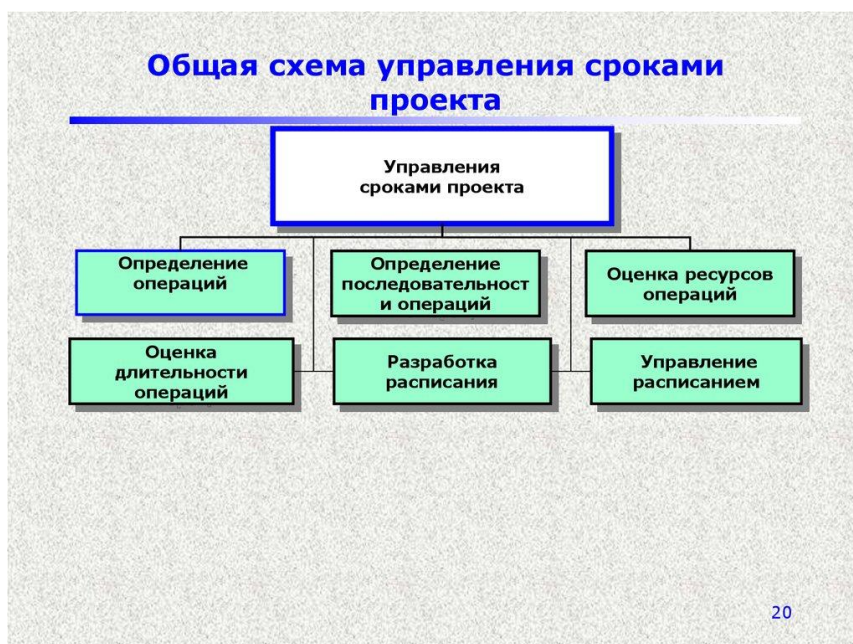 Общая схема управления сроками
проекта
Управления
сроками проекта
Определение
операций
Определение
последовательност
и операций
Оценка ресурсов
операций
Оценка
длительности
операций
Разработка
расписания
Управление
расписанием
20